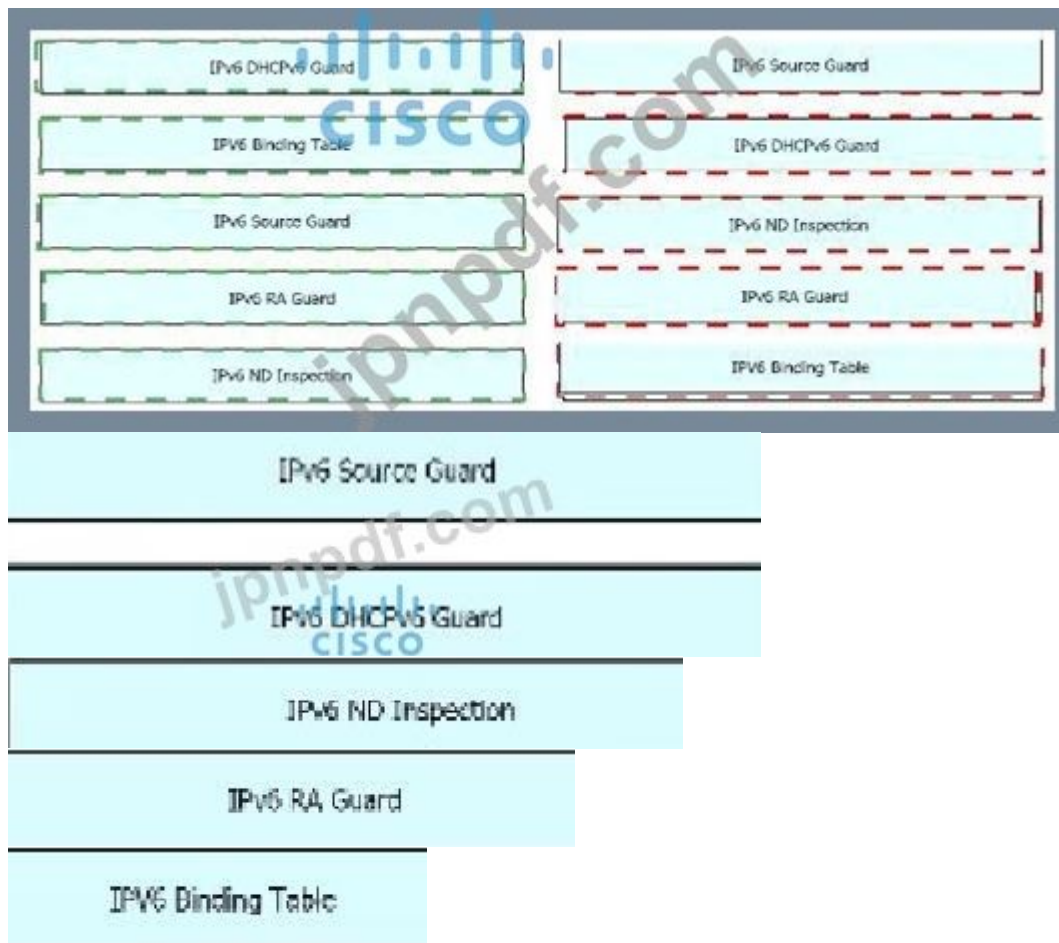 IPv6 DHCPv6 Guard
IPV6 Binding Table
IPv6 Source Guard
IPv6 RA Guard
IPv6 ND Inspection
IPv6 Source Guard
IPv6 DHCPv6 Guard
IPv6 ND Inspection
IPv6 RA Guard
IPV6 Binding Table
CISCO
jpnpdf.com
IPv6 Source Guard
jpnpdf.com
IPv6 DHCPv6 Guard
CISCO
IPv6 ND Inspection
IPv6 RA Guard
IPV6 Binding Table